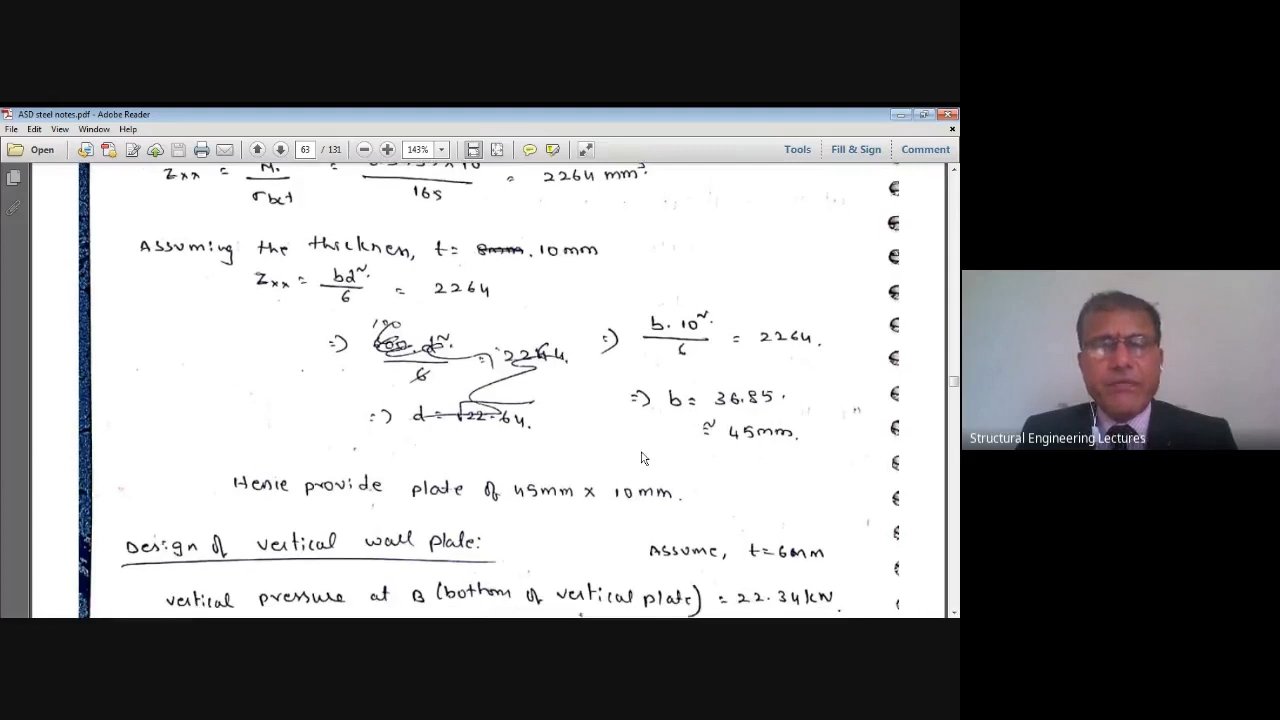 ASD steel notes.pdf - Adobe Reader
File Edit View Window Help
Open 63 / 131 143% Tools Fill & Sign Comment
Zxx = M. / σbct = / 165 = 2264 mm³.
Assuming the thickness, t = 8mm. 10mm
Zxx = bd² / 6 = 2264
=> b. 10² / 6 = 2264.
=> b = 36.85.
≈ 45mm.
=> d = √22.64.
Hence provide plate of 45mm x 10mm.
Design of vertical wall plate:
Assume, t=6mm
vertical pressure at B (bottom of vertical plate) = 22.34kN.
Structural Engineering Lectures